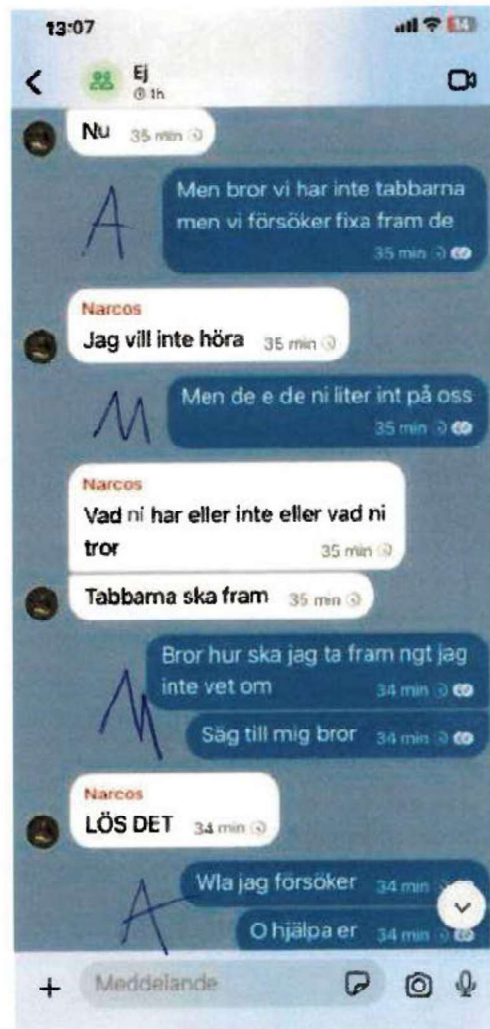 13:07
14
Ej
1h
Nu 35 min
A
Men bror vi har inte tabbarna
men vi försöker fixa fram de
35 min
Narcos
Jag vill inte höra 35 min
M
Men de e de ni liter int på oss
35 min
Narcos
Vad ni har eller inte eller vad ni
tror 35 min
Tabbarna ska fram 35 min
M
Bror hur ska jag ta fram ngt jag
inte vet om 34 min
Säg till mig bror 34 min
Narcos
LÖS DET 34 min
A
Wla jag försöker 34 min
O hjälpa er 34 min
Meddelande